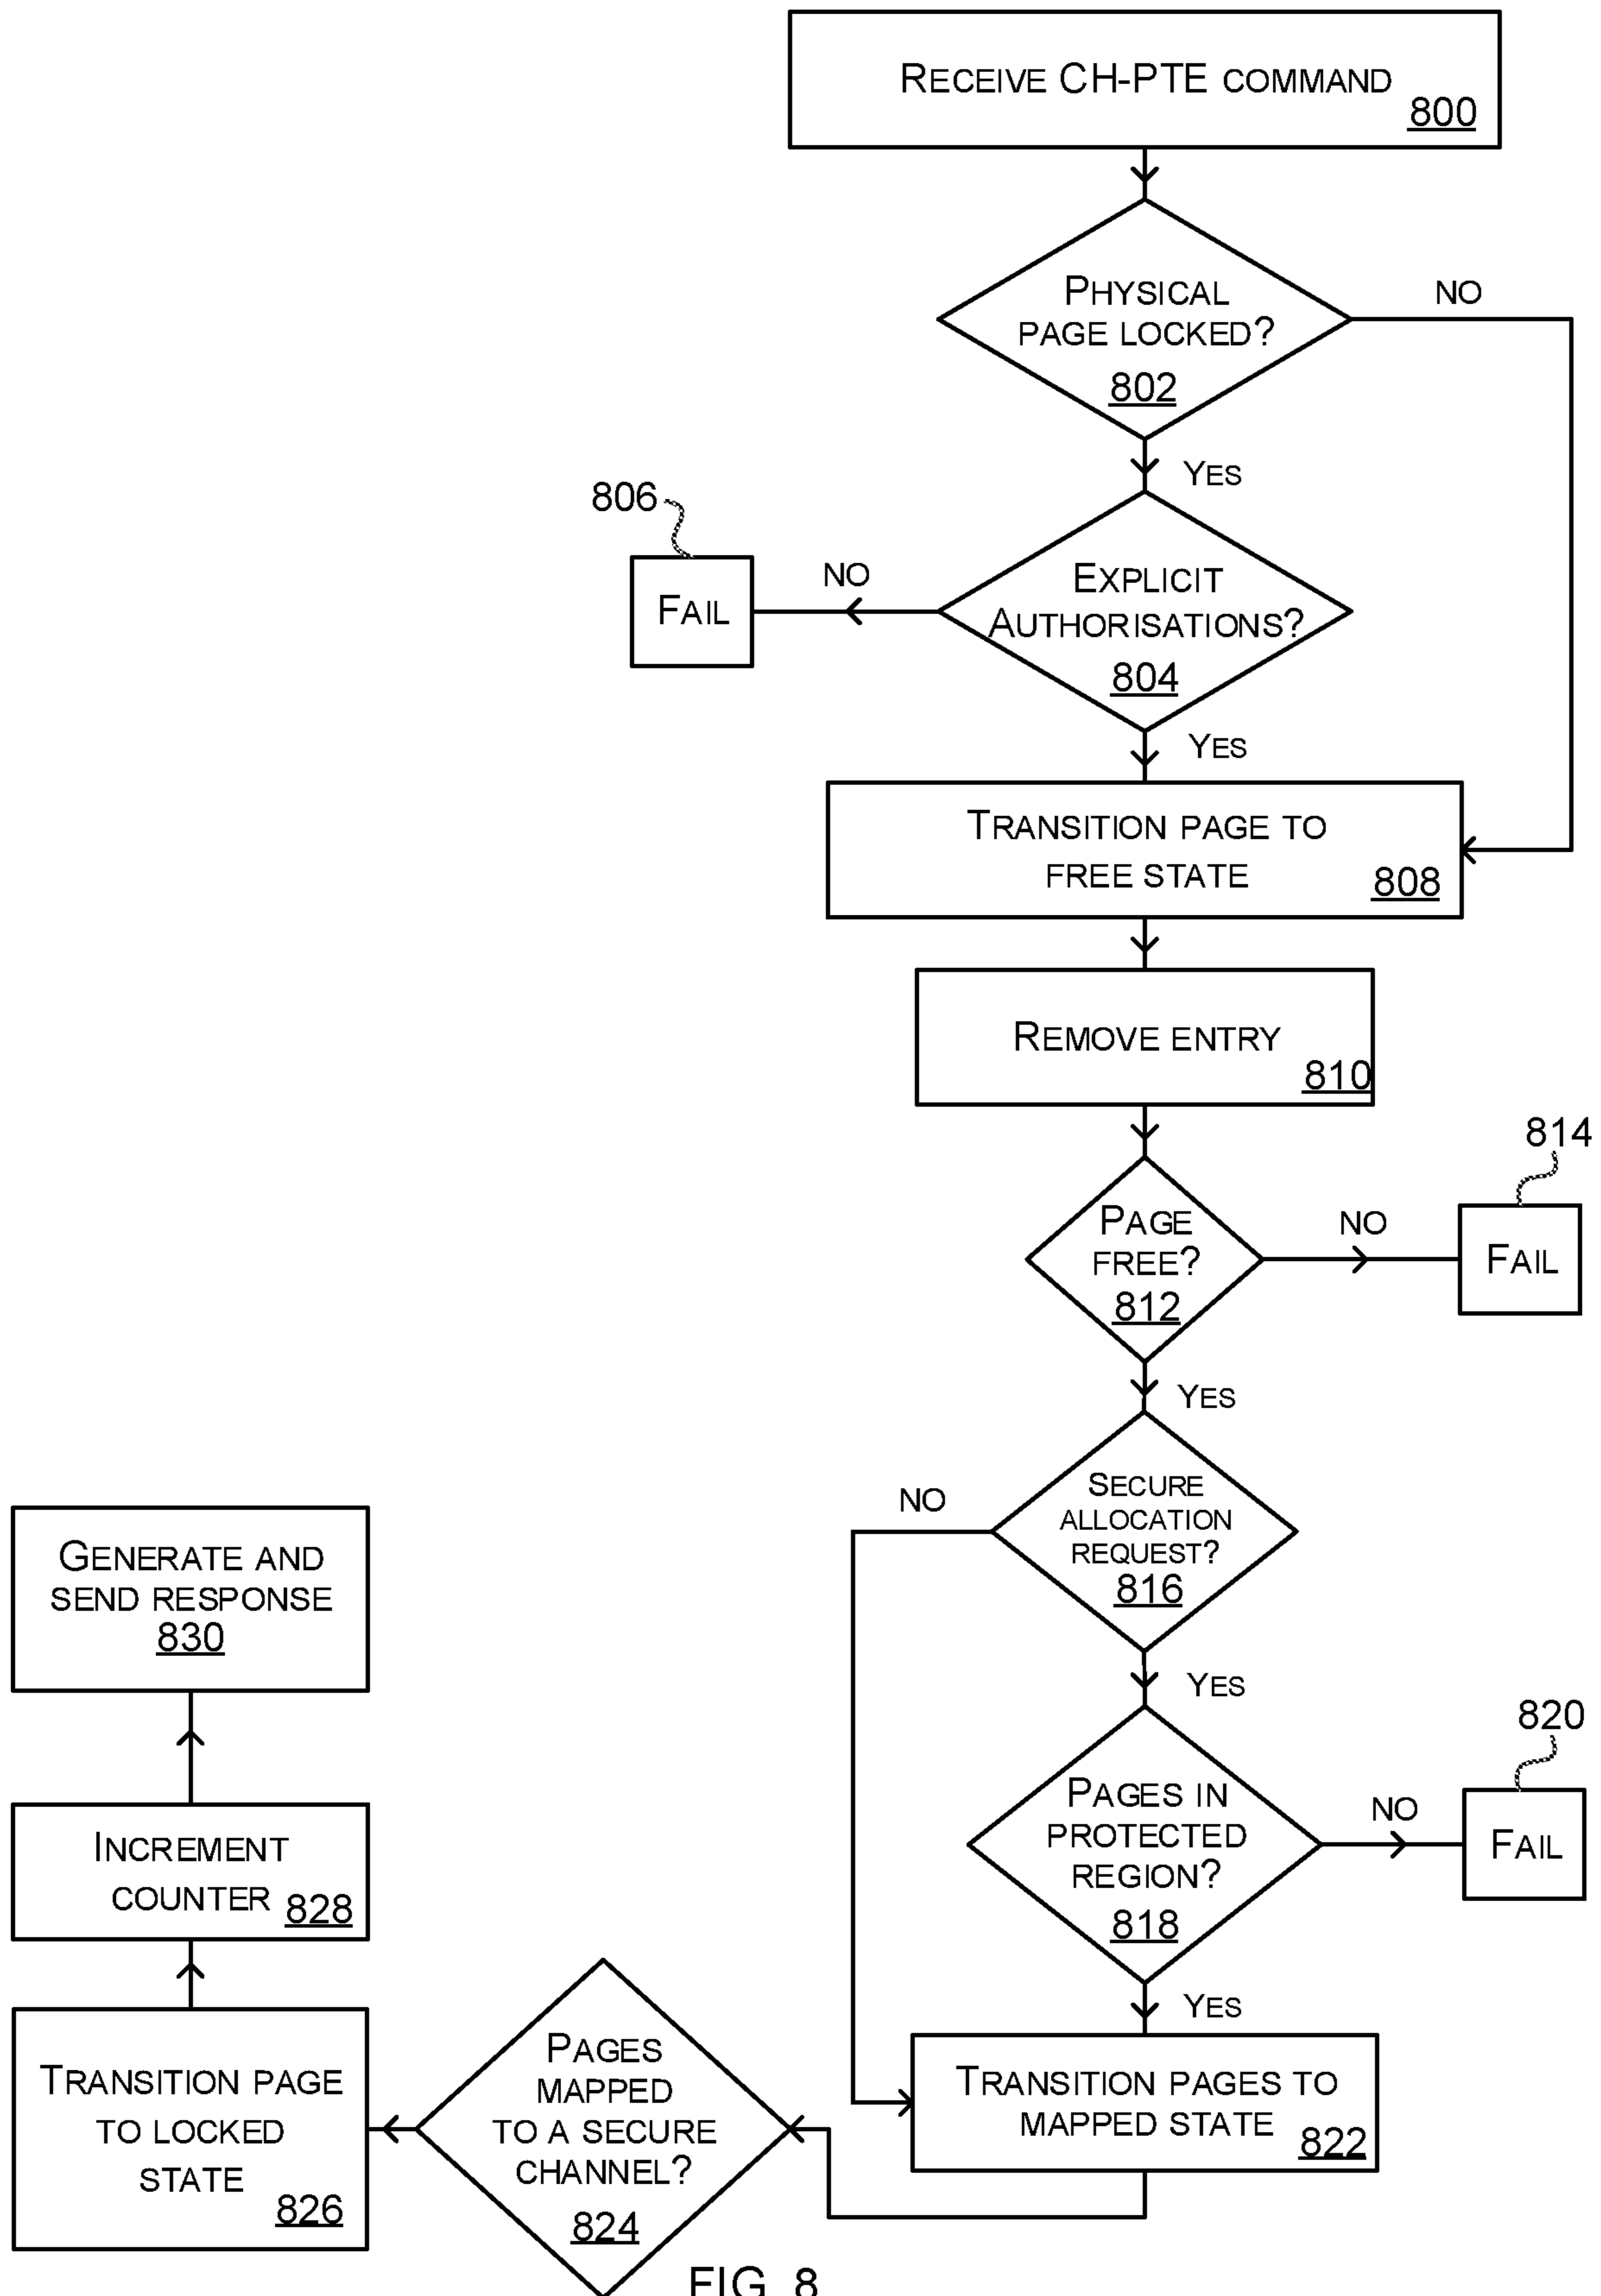 RECEIVE CH-PTE COMMAND
800
PHYSICAL
PAGE LOCKED?
802
NO
YES
806
FAIL
NO
EXPLICIT
AUTHORISATIONS?
804
YES
TRANSITION PAGE TO
FREE STATE
808
REMOVE ENTRY
810
PAGE
FREE?
812
NO
814
FAIL
YES
SECURE
ALLOCATION
REQUEST?
816
NO
YES
PAGES IN
PROTECTED
REGION?
818
NO
820
FAIL
YES
TRANSITION PAGES TO
MAPPED STATE
822
PAGES
MAPPED
TO A SECURE
CHANNEL?
824
TRANSITION PAGE
TO LOCKED
STATE
826
INCREMENT
COUNTER
828
GENERATE AND
SEND RESPONSE
830
FIG. 8